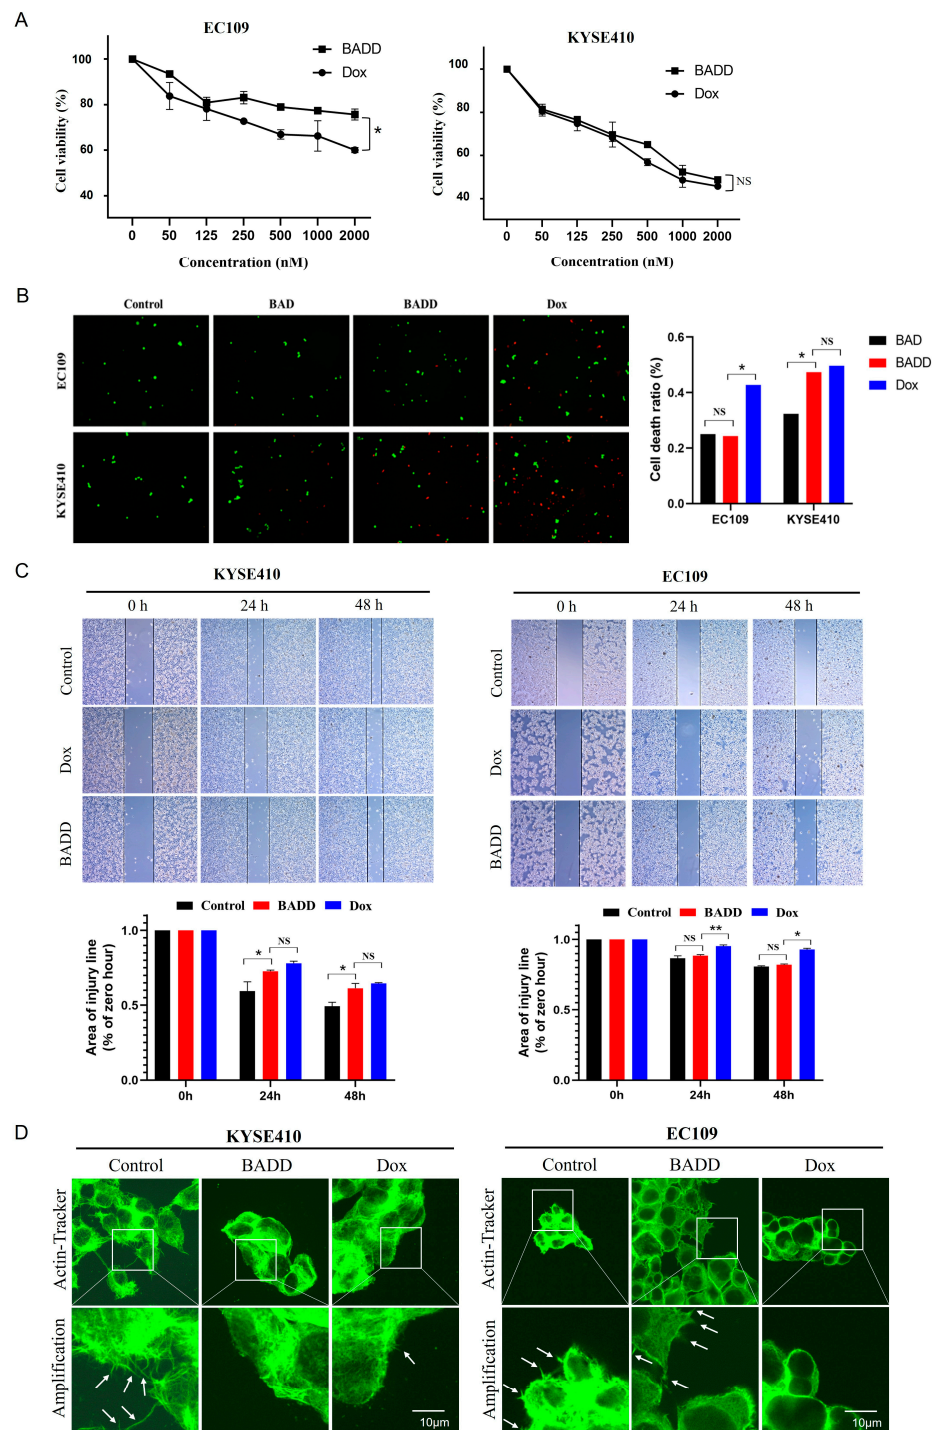 A
EC109
BADD
Dox
Cell viability (%)
100
80
60
40
*
0 50 125 250 500 1000 2000
Concentration (nM)
KYSE410
BADD
Dox
Cell viability (%)
100
80
60
40
NS
0 50 125 250 500 1000 2000
Concentration (nM)
B
Control BAD BADD Dox
EC109
KYSE410
Cell death ratio (%)
0.6
0.4
0.2
0.0
NS
*
*
NS
BAD
BADD
Dox
EC109 KYSE410
C
KYSE410
0 h 24 h 48 h
Control
Dox
BADD
Control BADD Dox
Area of injury line
(% of zero hour)
1.0
0.5
0.0
* NS
* NS
0h 24h 48h
EC109
0 h 24 h 48 h
Control
Dox
BADD
Control BADD Dox
Area of injury line
(% of zero hour)
1.0
0.5
0.0
NS **
NS *
0h 24h 48h
D
KYSE410
Control BADD Dox
Actin-Tracker
Amplification
10μm
EC109
Control BADD Dox
Actin-Tracker
Amplification
10μm